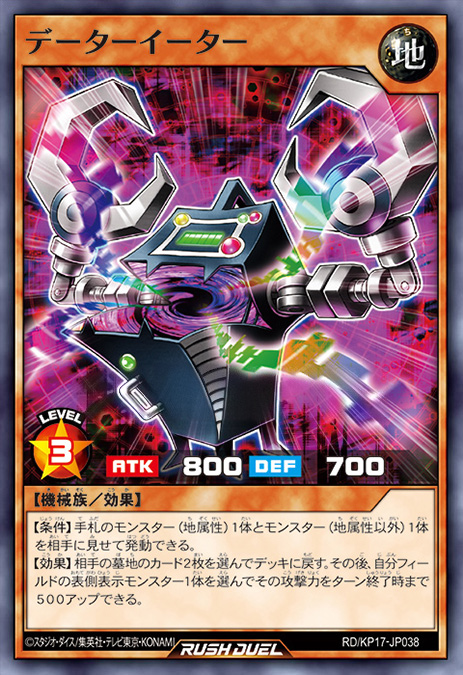 データーイーター
地
LEVEL
3
ATK 800 DEF 700
【機械族／効果】
【条件】手札のモンスター（地属性）1体とモンスター（地属性以外）1体
を相手に見せて発動できる。
【効果】相手の墓地のカード2枚を選んでデッキに戻す。その後、自分フィー
ルドの表側表示モンスター1体を選んでその攻撃力をターン終了時まで
500アップできる。
©スタジオ・ダイス/集英社・テレビ東京・KONAMI
RUSH DUEL
RD/KP17-JP038